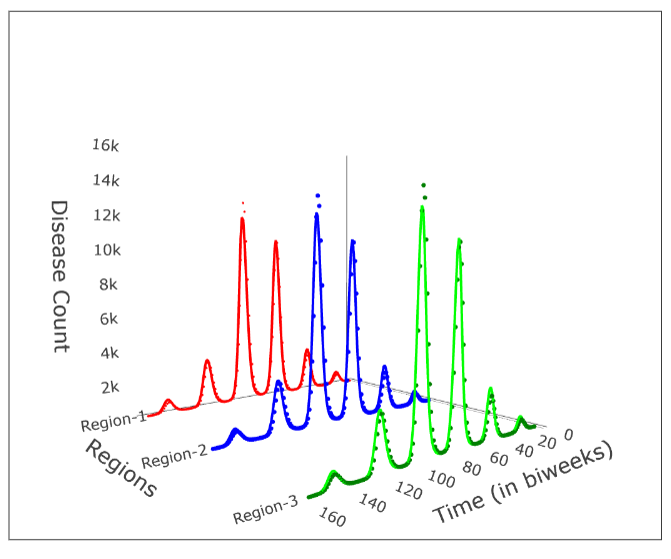 16k
14k
12k
10k
8k
6k
4k
2k
Disease Count
Region-1
Region-2
Region-3
Regions
160
140
120
100
80
60
40
20
0
Time (in biweeks)